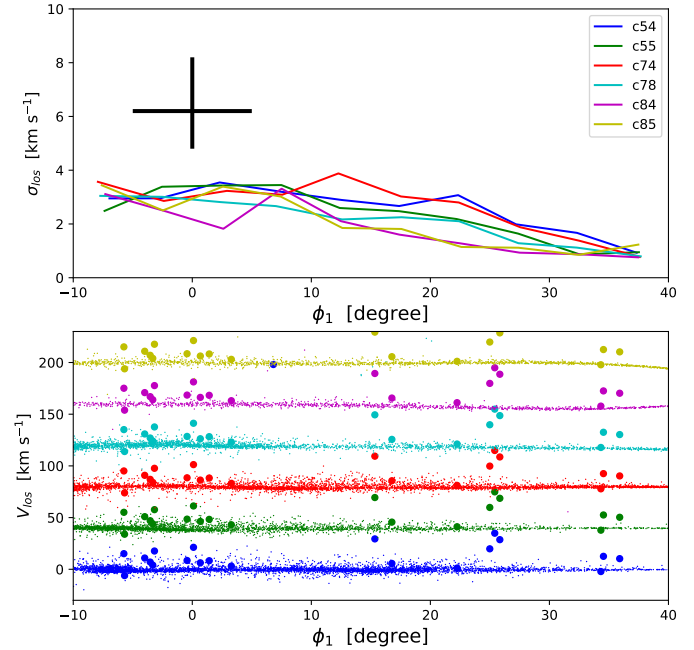 10
8
6
4
2
0
σlos [km s⁻¹]
c54
c55
c74
c78
c84
c85
−10 0 10 20 30 40
ϕ₁ [degree]
200
150
100
50
0
Vlos [km s⁻¹]
−10 0 10 20 30 40
ϕ₁ [degree]